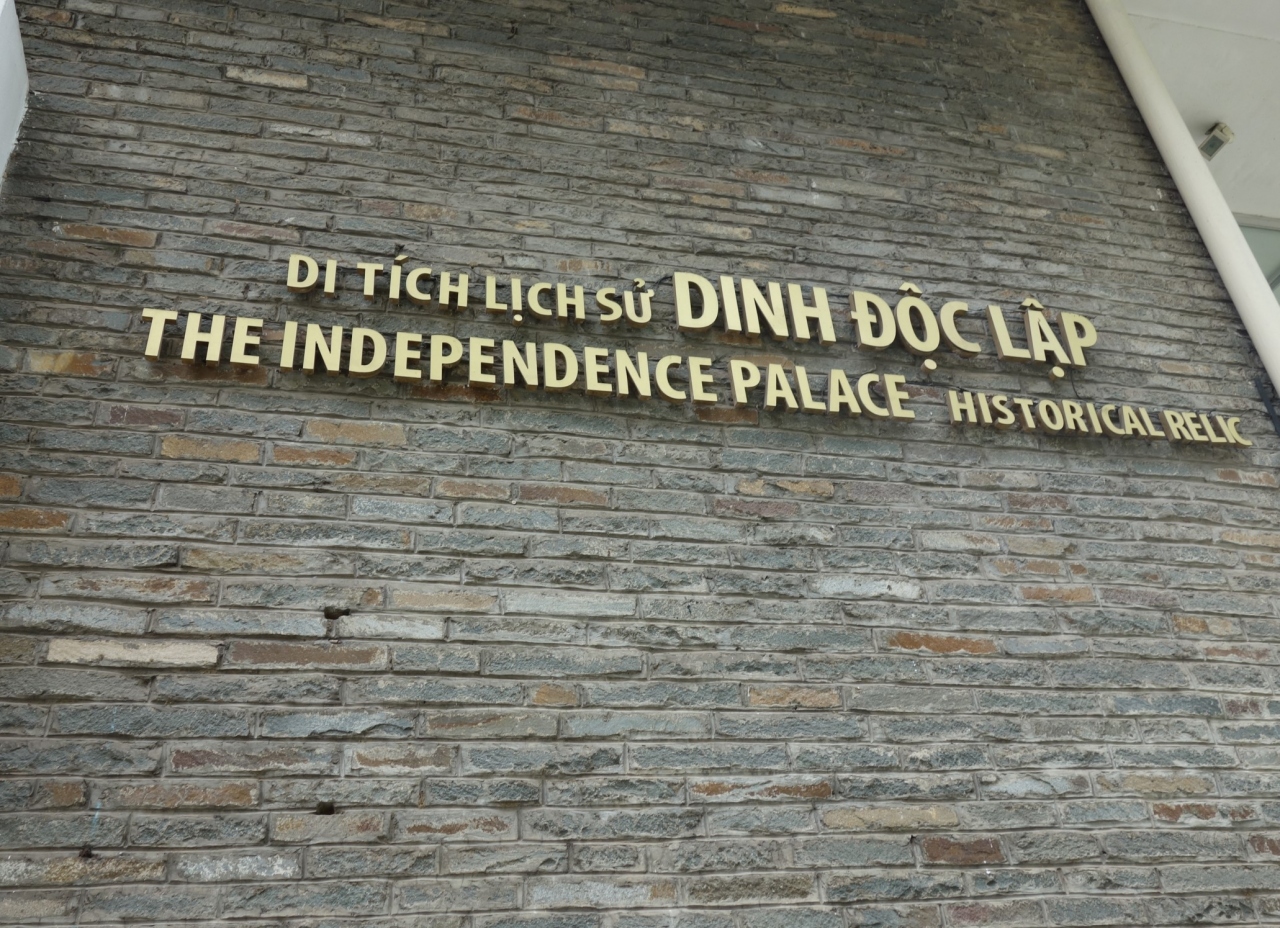 DI TÍCH LỊCH SỬ DINH ĐỘC LẬP
THE INDEPENDENCE PALACE HISTORICAL RELIC